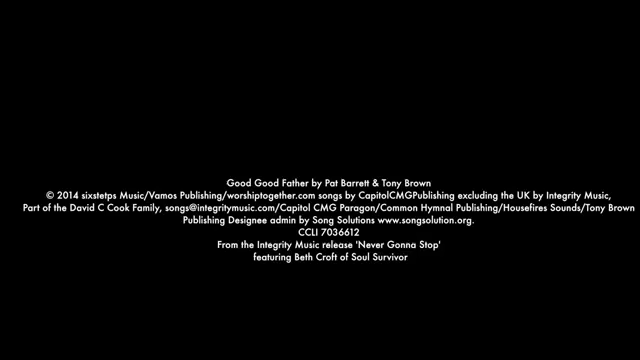 Good Good Father by Pat Barrett & Tony Brown
© 2014 sixstetps Music/Vamos Publishing/worshiptogether.com songs by CapitolCMGPublishing excluding the UK by Integrity Music,
Part of the David C Cook Family, songs@integritymusic.com/Capitol CMG Paragon/Common Hymnal Publishing/Housefires Sounds/Tony Brown
Publishing Designee admin by Song Solutions www.songsolution.org.
CCLI 7036612
From the Integrity Music release 'Never Gonna Stop'
featuring Beth Croft of Soul Survivor